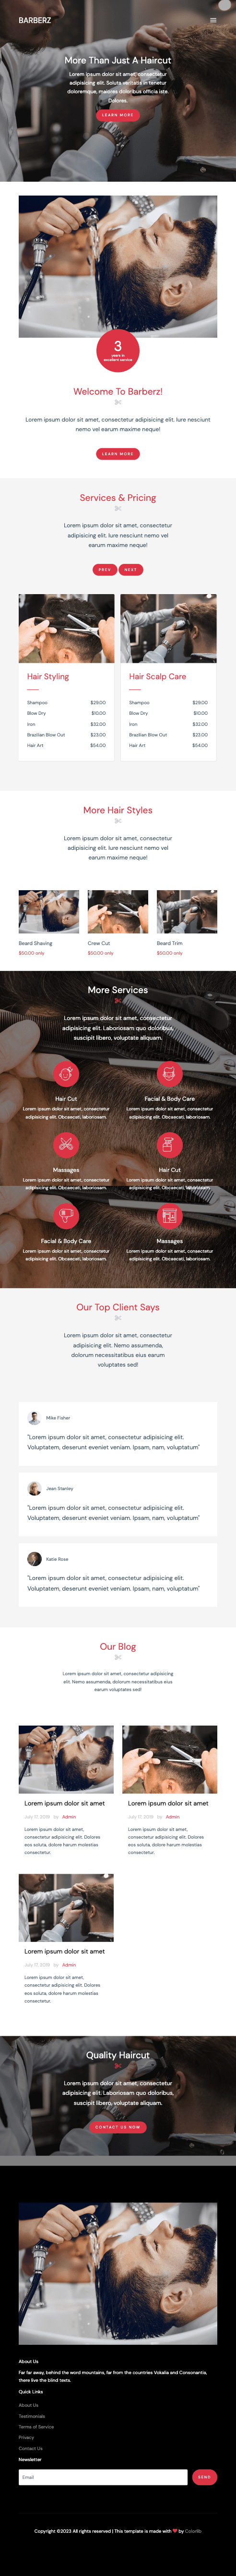 BARBERZ
More Than Just A Haircut
Lorem ipsum dolor sit amet, consectetur
adipisicing elit. Soluta veritatis in tenetur
doloremque, maiores doloribus officia iste.
Dolores.
LEARN MORE
3
years in
excellent service
Welcome To Barberz!
Lorem ipsum dolor sit amet, consectetur adipisicing elit. Iure nesciunt
nemo vel earum maxime neque!
LEARN MORE
Services & Pricing
Lorem ipsum dolor sit amet, consectetur
adipisicing elit. Iure nesciunt nemo vel
earum maxime neque!
PREV NEXT
Hair Styling
Shampoo $29.00
Blow Dry $10.00
Iron $32.00
Brazilian Blow Out $23.00
Hair Art $54.00
Hair Scalp Care
Shampoo $29.00
Blow Dry $10.00
Iron $32.00
Brazilian Blow Out $23.00
Hair Art $54.00
More Hair Styles
Lorem ipsum dolor sit amet, consectetur
adipisicing elit. Iure nesciunt nemo vel
earum maxime neque!
Beard Shaving
$50.00 only
Crew Cut
$50.00 only
Beard Trim
$50.00 only
More Services
Lorem ipsum dolor sit amet, consectetur
adipisicing elit. Laboriosam quo doloribus,
suscipit libero, voluptate aliquam.
Hair Cut
Lorem ipsum dolor sit amet, consectetur
adipisicing elit. Obcaecati, laboriosam.
Facial & Body Care
Lorem ipsum dolor sit amet, consectetur
adipisicing elit. Obcaecati, laboriosam.
Massages
Lorem ipsum dolor sit amet, consectetur
adipisicing elit. Obcaecati, laboriosam.
Hair Cut
Lorem ipsum dolor sit amet, consectetur
adipisicing elit. Obcaecati, laboriosam.
Facial & Body Care
Lorem ipsum dolor sit amet, consectetur
adipisicing elit. Obcaecati, laboriosam.
Massages
Lorem ipsum dolor sit amet, consectetur
adipisicing elit. Obcaecati, laboriosam.
Our Top Client Says
Lorem ipsum dolor sit amet, consectetur
adipisicing elit. Nemo assumenda,
dolorum necessitatibus eius earum
voluptates sed!
Mike Fisher
"Lorem ipsum dolor sit amet, consectetur adipisicing elit.
Voluptatem, deserunt eveniet veniam. Ipsam, nam, voluptatum"
Jean Stanley
"Lorem ipsum dolor sit amet, consectetur adipisicing elit.
Voluptatem, deserunt eveniet veniam. Ipsam, nam, voluptatum"
Katie Rose
"Lorem ipsum dolor sit amet, consectetur adipisicing elit.
Voluptatem, deserunt eveniet veniam. Ipsam, nam, voluptatum"
Our Blog
Lorem ipsum dolor sit amet, consectetur adipisicing
elit. Nemo assumenda, dolorum necessitatibus eius
earum voluptates sed!
Lorem ipsum dolor sit amet
July 17, 2019 by Admin
Lorem ipsum dolor sit amet,
consectetur adipisicing elit. Dolores
eos soluta, dolore harum molestias
consectetur.
Lorem ipsum dolor sit amet
July 17, 2019 by Admin
Lorem ipsum dolor sit amet,
consectetur adipisicing elit. Dolores
eos soluta, dolore harum molestias
consectetur.
Lorem ipsum dolor sit amet
July 17, 2019 by Admin
Lorem ipsum dolor sit amet,
consectetur adipisicing elit. Dolores
eos soluta, dolore harum molestias
consectetur.
Quality Haircut
Lorem ipsum dolor sit amet, consectetur
adipisicing elit. Laboriosam quo doloribus,
suscipit libero, voluptate aliquam.
CONTACT US NOW
About Us
Far far away, behind the word mountains, far from the countries Vokalia and Consonantia,
there live the blind texts.
Quick Links
About Us
Testimonials
Terms of Service
Privacy
Contact Us
Newsletter
Email
SEND
Copyright ©2023 All rights reserved | This template is made with ❤ by Colorlib